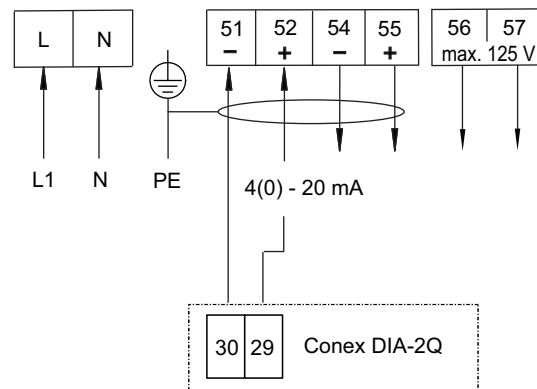 L N 51 52 54 55 56 57
– + – + max. 125 V
L1 N PE 4(0) - 20 mA
30 29 Conex DIA-2Q